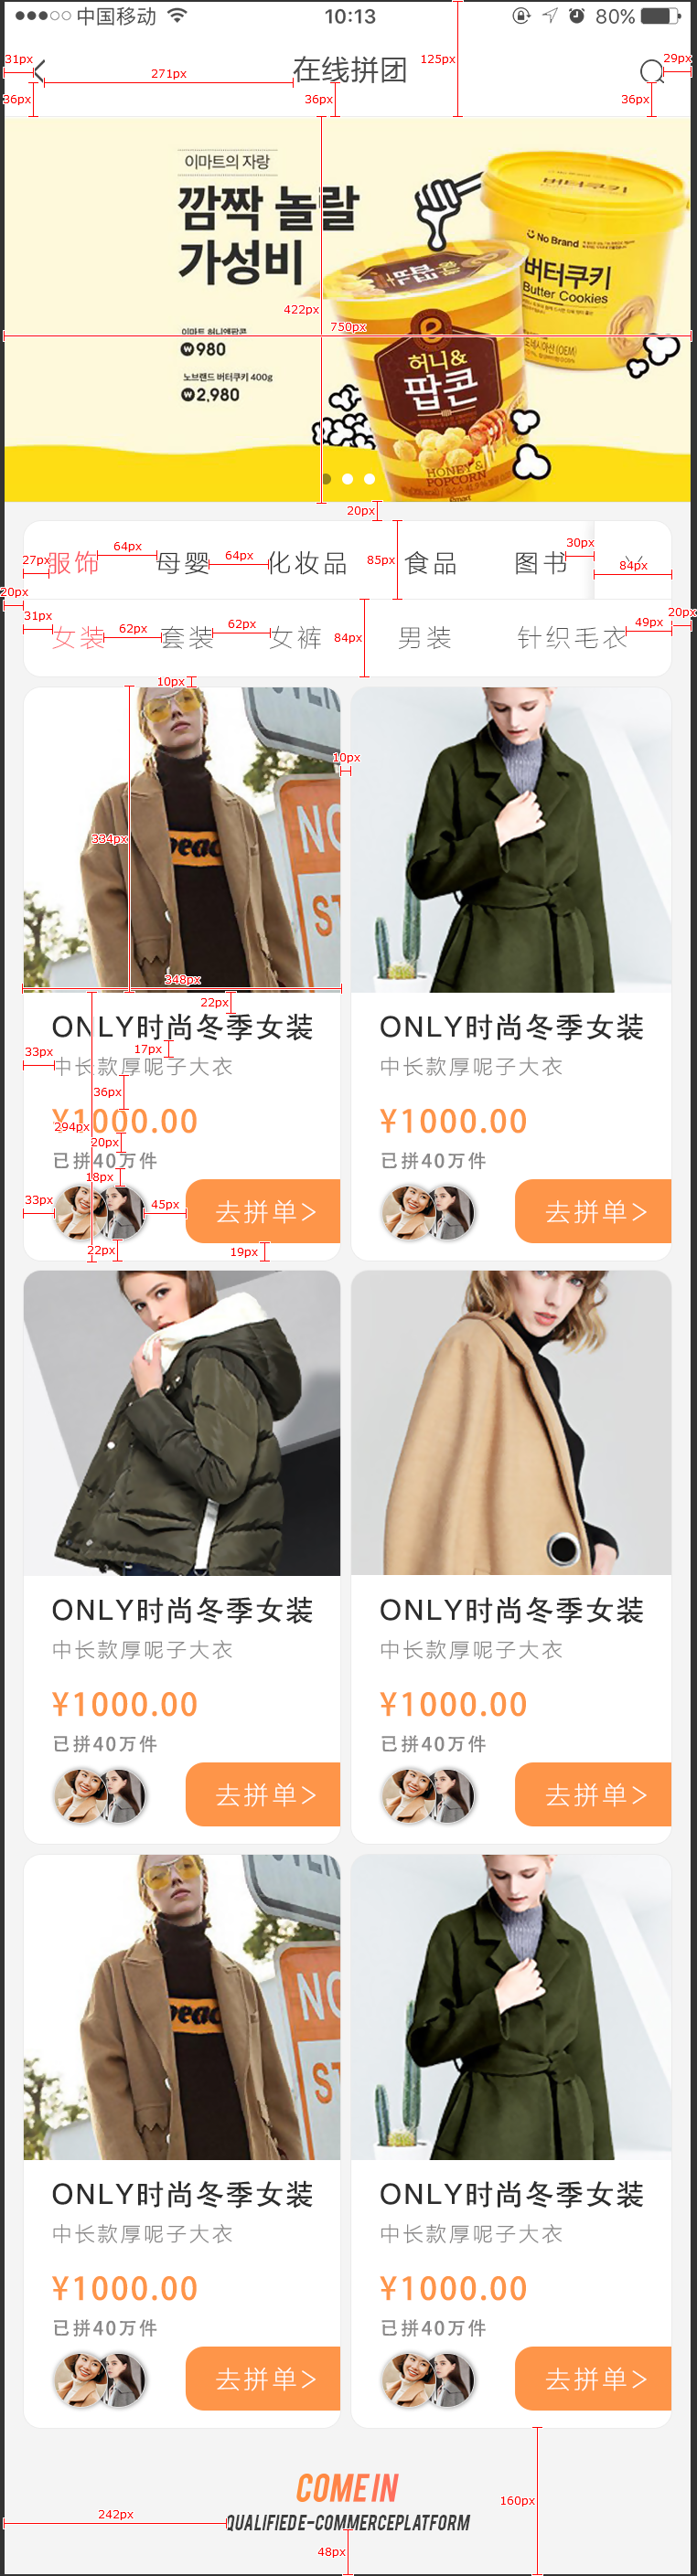 中国移动 10:13 80%
31px 271px 在线拼团 125px 29px
36px 36px 36px
이마트의 자랑
깜짝 놀랄
가성비
버터쿠키
No Brand
버터쿠키
Butter Cookies
422px
750px
이마트 허니앤팝콘
₩980
노브랜드 버터쿠키 400g
₩2,980
허니&
팝콘
HONEY &
POPCORN
20px
27px 服饰 64px 母婴 64px 化妆品 85px 食品 图书 30px 84px
20px 31px 女装 62px 套装 62px 女裤 84px 男装 针织毛衣 49px 20px
10px
10px
334px
348px
22px
ONLY时尚冬季女装
17px
33px
中长款厚呢子大衣
36px
¥1000.00
294px
20px
已拼40万件
18px
33px 45px
去拼单>
22px 19px
ONLY时尚冬季女装
中长款厚呢子大衣
¥1000.00
已拼40万件
去拼单>
ONLY时尚冬季女装
中长款厚呢子大衣
¥1000.00
已拼40万件
去拼单>
ONLY时尚冬季女装
中长款厚呢子大衣
¥1000.00
已拼40万件
去拼单>
ONLY时尚冬季女装
中长款厚呢子大衣
¥1000.00
已拼40万件
去拼单>
ONLY时尚冬季女装
中长款厚呢子大衣
¥1000.00
已拼40万件
去拼单>
COME IN
160px
242px
QUALIFIEDE-COMMERCEPLATFORM
48px